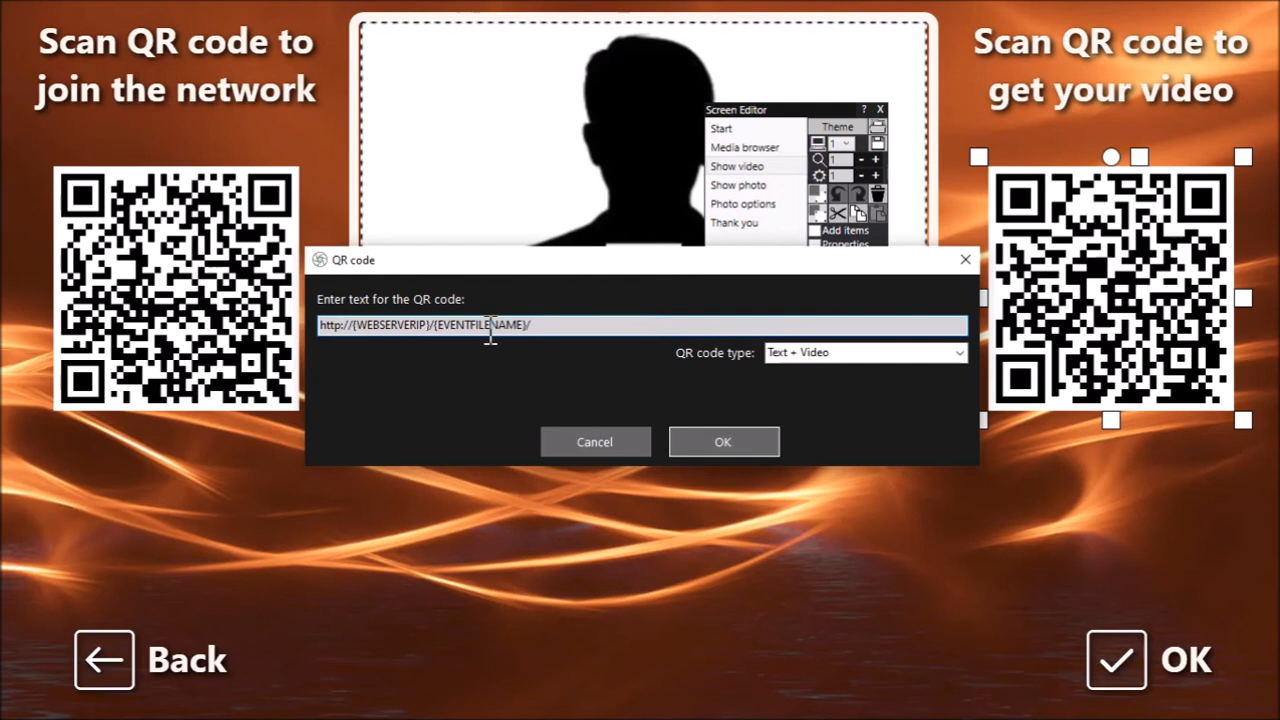 Scan QR code to
join the network
Scan QR code to
get your video
Screen Editor ? X
Start
Media browser
Show video
Show photo
Photo options
Thank you
Theme
1
1 - +
1 - +
Add items
Properties
QR code
Enter text for the QR code:
http://{WEBSERVERIP}/{EVENTFILENAME}/
QR code type: Text + Video
Cancel
OK
Back
OK